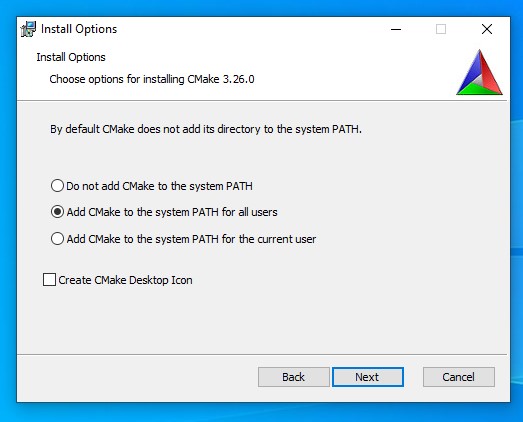 Install Options
Install Options
Choose options for installing CMake 3.26.0
By default CMake does not add its directory to the system PATH.
Do not add CMake to the system PATH
Add CMake to the system PATH for all users
Add CMake to the system PATH for the current user
Create CMake Desktop Icon
Back Next Cancel